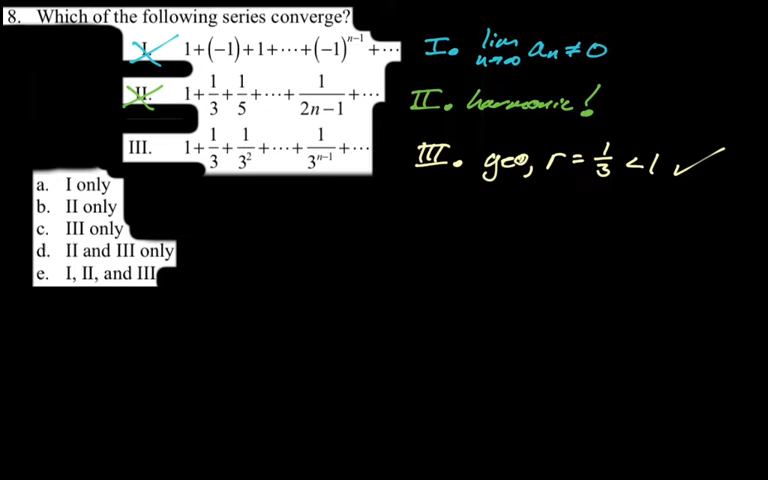 8. Which of the following series converge?
I. 1+(−1)+1+⋯+(−1)ⁿ⁻¹+⋯ I. lim n→∞ aₙ ≠ 0
II. 1+1/3+1/5+⋯+1/(2n−1)+⋯ II. harmonic!
III. 1+1/3+1/3²+⋯+1/3ⁿ⁻¹+⋯ III. geo, r = 1/3 <1 ✓
a. I only
b. II only
c. III only
d. II and III only
e. I, II, and III